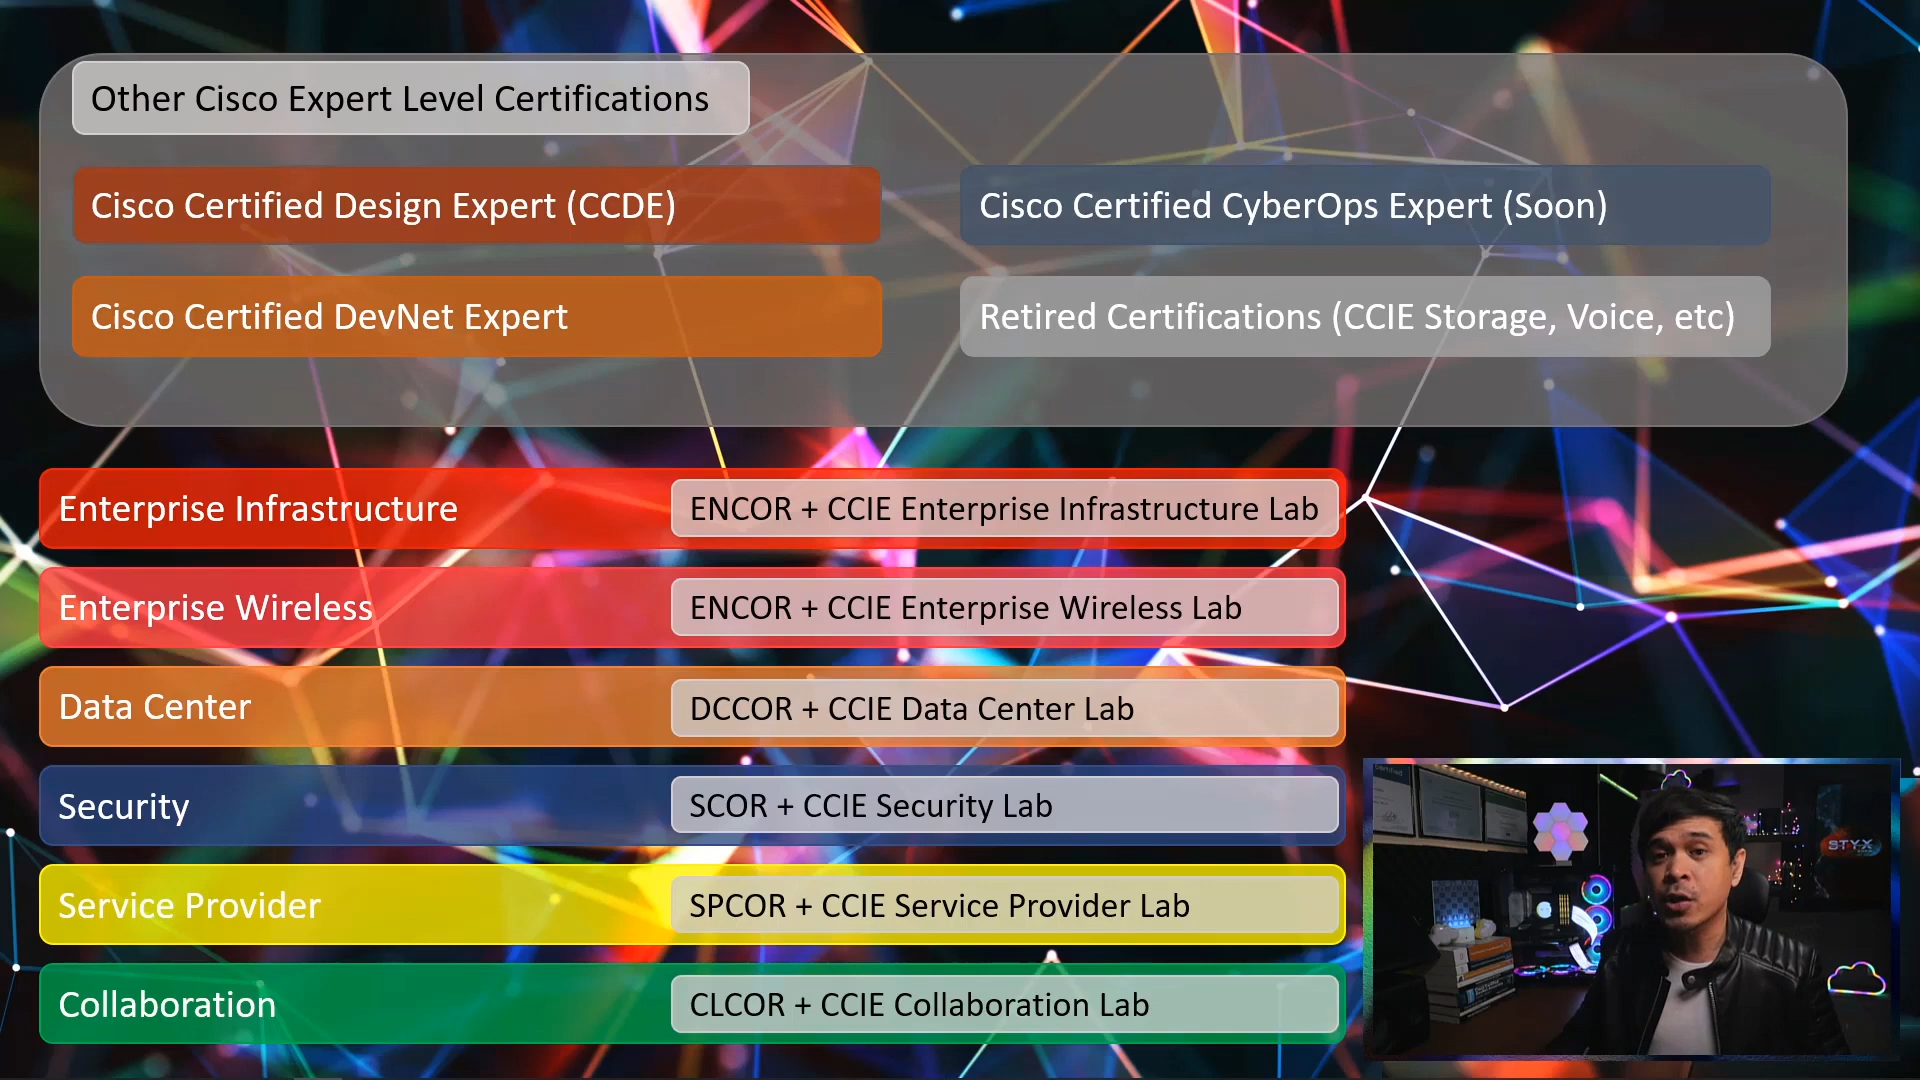 Other Cisco Expert Level Certifications
Cisco Certified Design Expert (CCDE)
Cisco Certified CyberOps Expert (Soon)
Cisco Certified DevNet Expert
Retired Certifications (CCIE Storage, Voice, etc)
Enterprise Infrastructure
ENCOR + CCIE Enterprise Infrastructure Lab
Enterprise Wireless
ENCOR + CCIE Enterprise Wireless Lab
Data Center
DCCOR + CCIE Data Center Lab
Security
SCOR + CCIE Security Lab
Service Provider
SPCOR + CCIE Service Provider Lab
Collaboration
CLCOR + CCIE Collaboration Lab
STYX